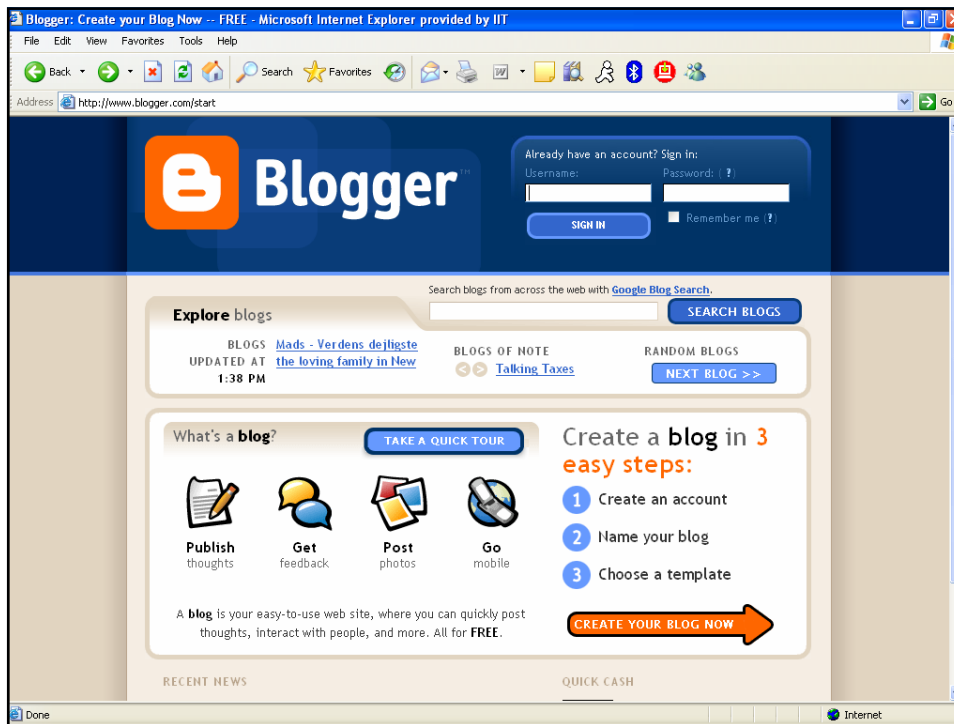 Blogger: Create your Blog Now -- FREE - Microsoft Internet Explorer provided by IIT
File Edit View Favorites Tools Help
Back Search Favorites
Address http://www.blogger.com/start Go
Blogger™
Already have an account? Sign in:
Username: Password: (?)
SIGN IN Remember me (?)
Search blogs from across the web with Google Blog Search.
Explore blogs
SEARCH BLOGS
BLOGS UPDATED AT 1:38 PM
Mads - Verdens dejligste
the loving family in New
BLOGS OF NOTE
Talking Taxes
RANDOM BLOGS
NEXT BLOG >>
What's a blog?
TAKE A QUICK TOUR
Publish thoughts
Get feedback
Post photos
Go mobile
A blog is your easy-to-use web site, where you can quickly post
thoughts, interact with people, and more. All for FREE.
Create a blog in 3
easy steps:
1 Create an account
2 Name your blog
3 Choose a template
CREATE YOUR BLOG NOW
RECENT NEWS
QUICK CASH
Done Internet